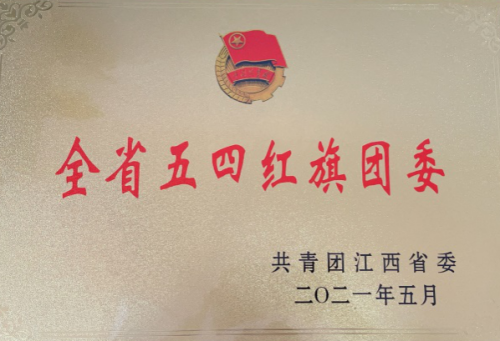 全省五四红旗团委
共青团江西省委
二〇二一年五月